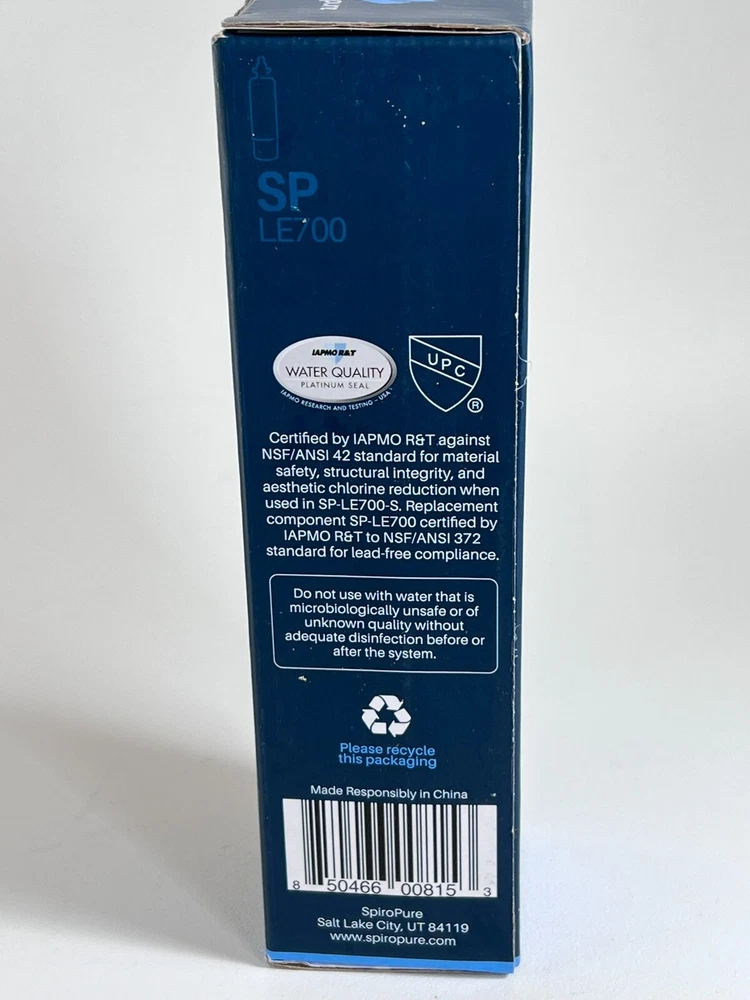 SP
LE700
IAPMO R&T
WATER QUALITY
PLATINUM SEAL
IAPMO RESEARCH AND TESTING - USA
UPC
®
Certified by IAPMO R&T against
NSF/ANSI 42 standard for material
safety, structural integrity, and
aesthetic chlorine reduction when
used in SP-LE700-S. Replacement
component SP-LE700 certified by
IAPMO R&T to NSF/ANSI 372
standard for lead-free compliance.
Do not use with water that is
microbiologically unsafe or of
unknown quality without
adequate disinfection before or
after the system.
Please recycle
this packaging
Made Responsibly in China
8 50466 00815 3
SpiroPure
Salt Lake City, UT 84119
www.spiropure.com